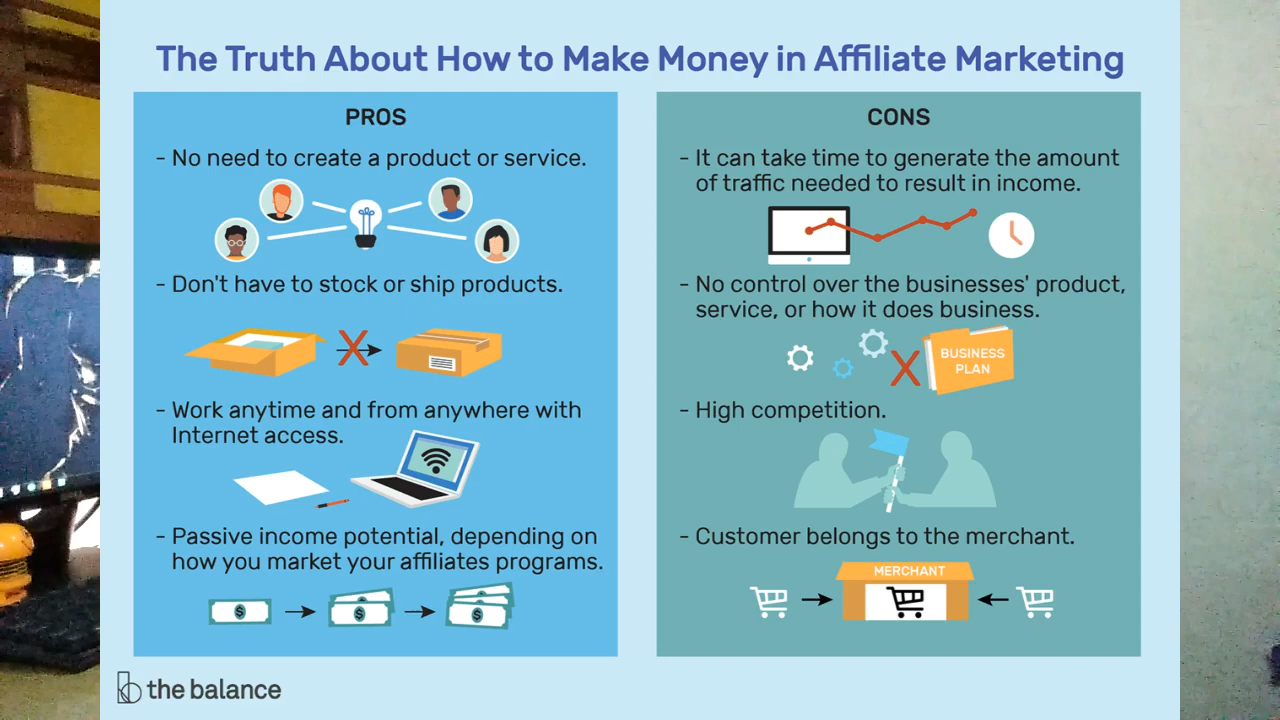 The Truth About How to Make Money in Affiliate Marketing
PROS
- No need to create a product or service.
- Don't have to stock or ship products.
- Work anytime and from anywhere with
Internet access.
- Passive income potential, depending on
how you market your affiliates programs.
CONS
- It can take time to generate the amount
of traffic needed to result in income.
- No control over the businesses' product,
service, or how it does business.
BUSINESS
PLAN
- High competition.
- Customer belongs to the merchant.
MERCHANT
the balance